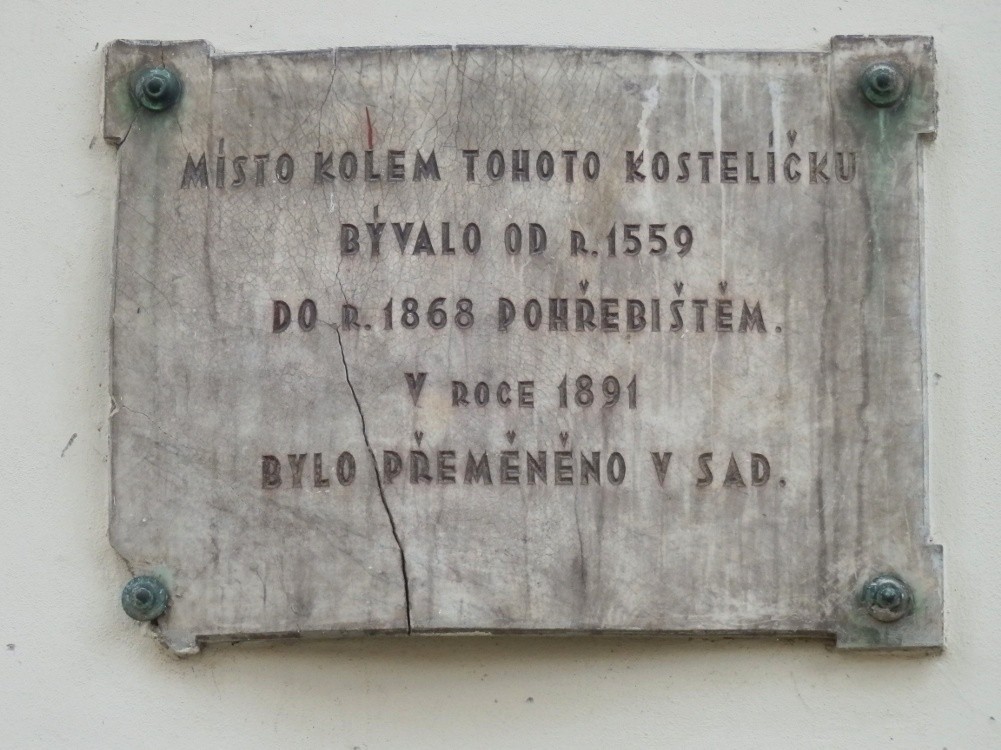 MÍSTO KOLEM TOHOTO KOSTELÍČKU
BÝVALO OD R. 1559
DO R. 1868 POHŘEBIŠTĚM.
V ROCE 1891
BYLO PŘEMĚNĚNO V SAD.